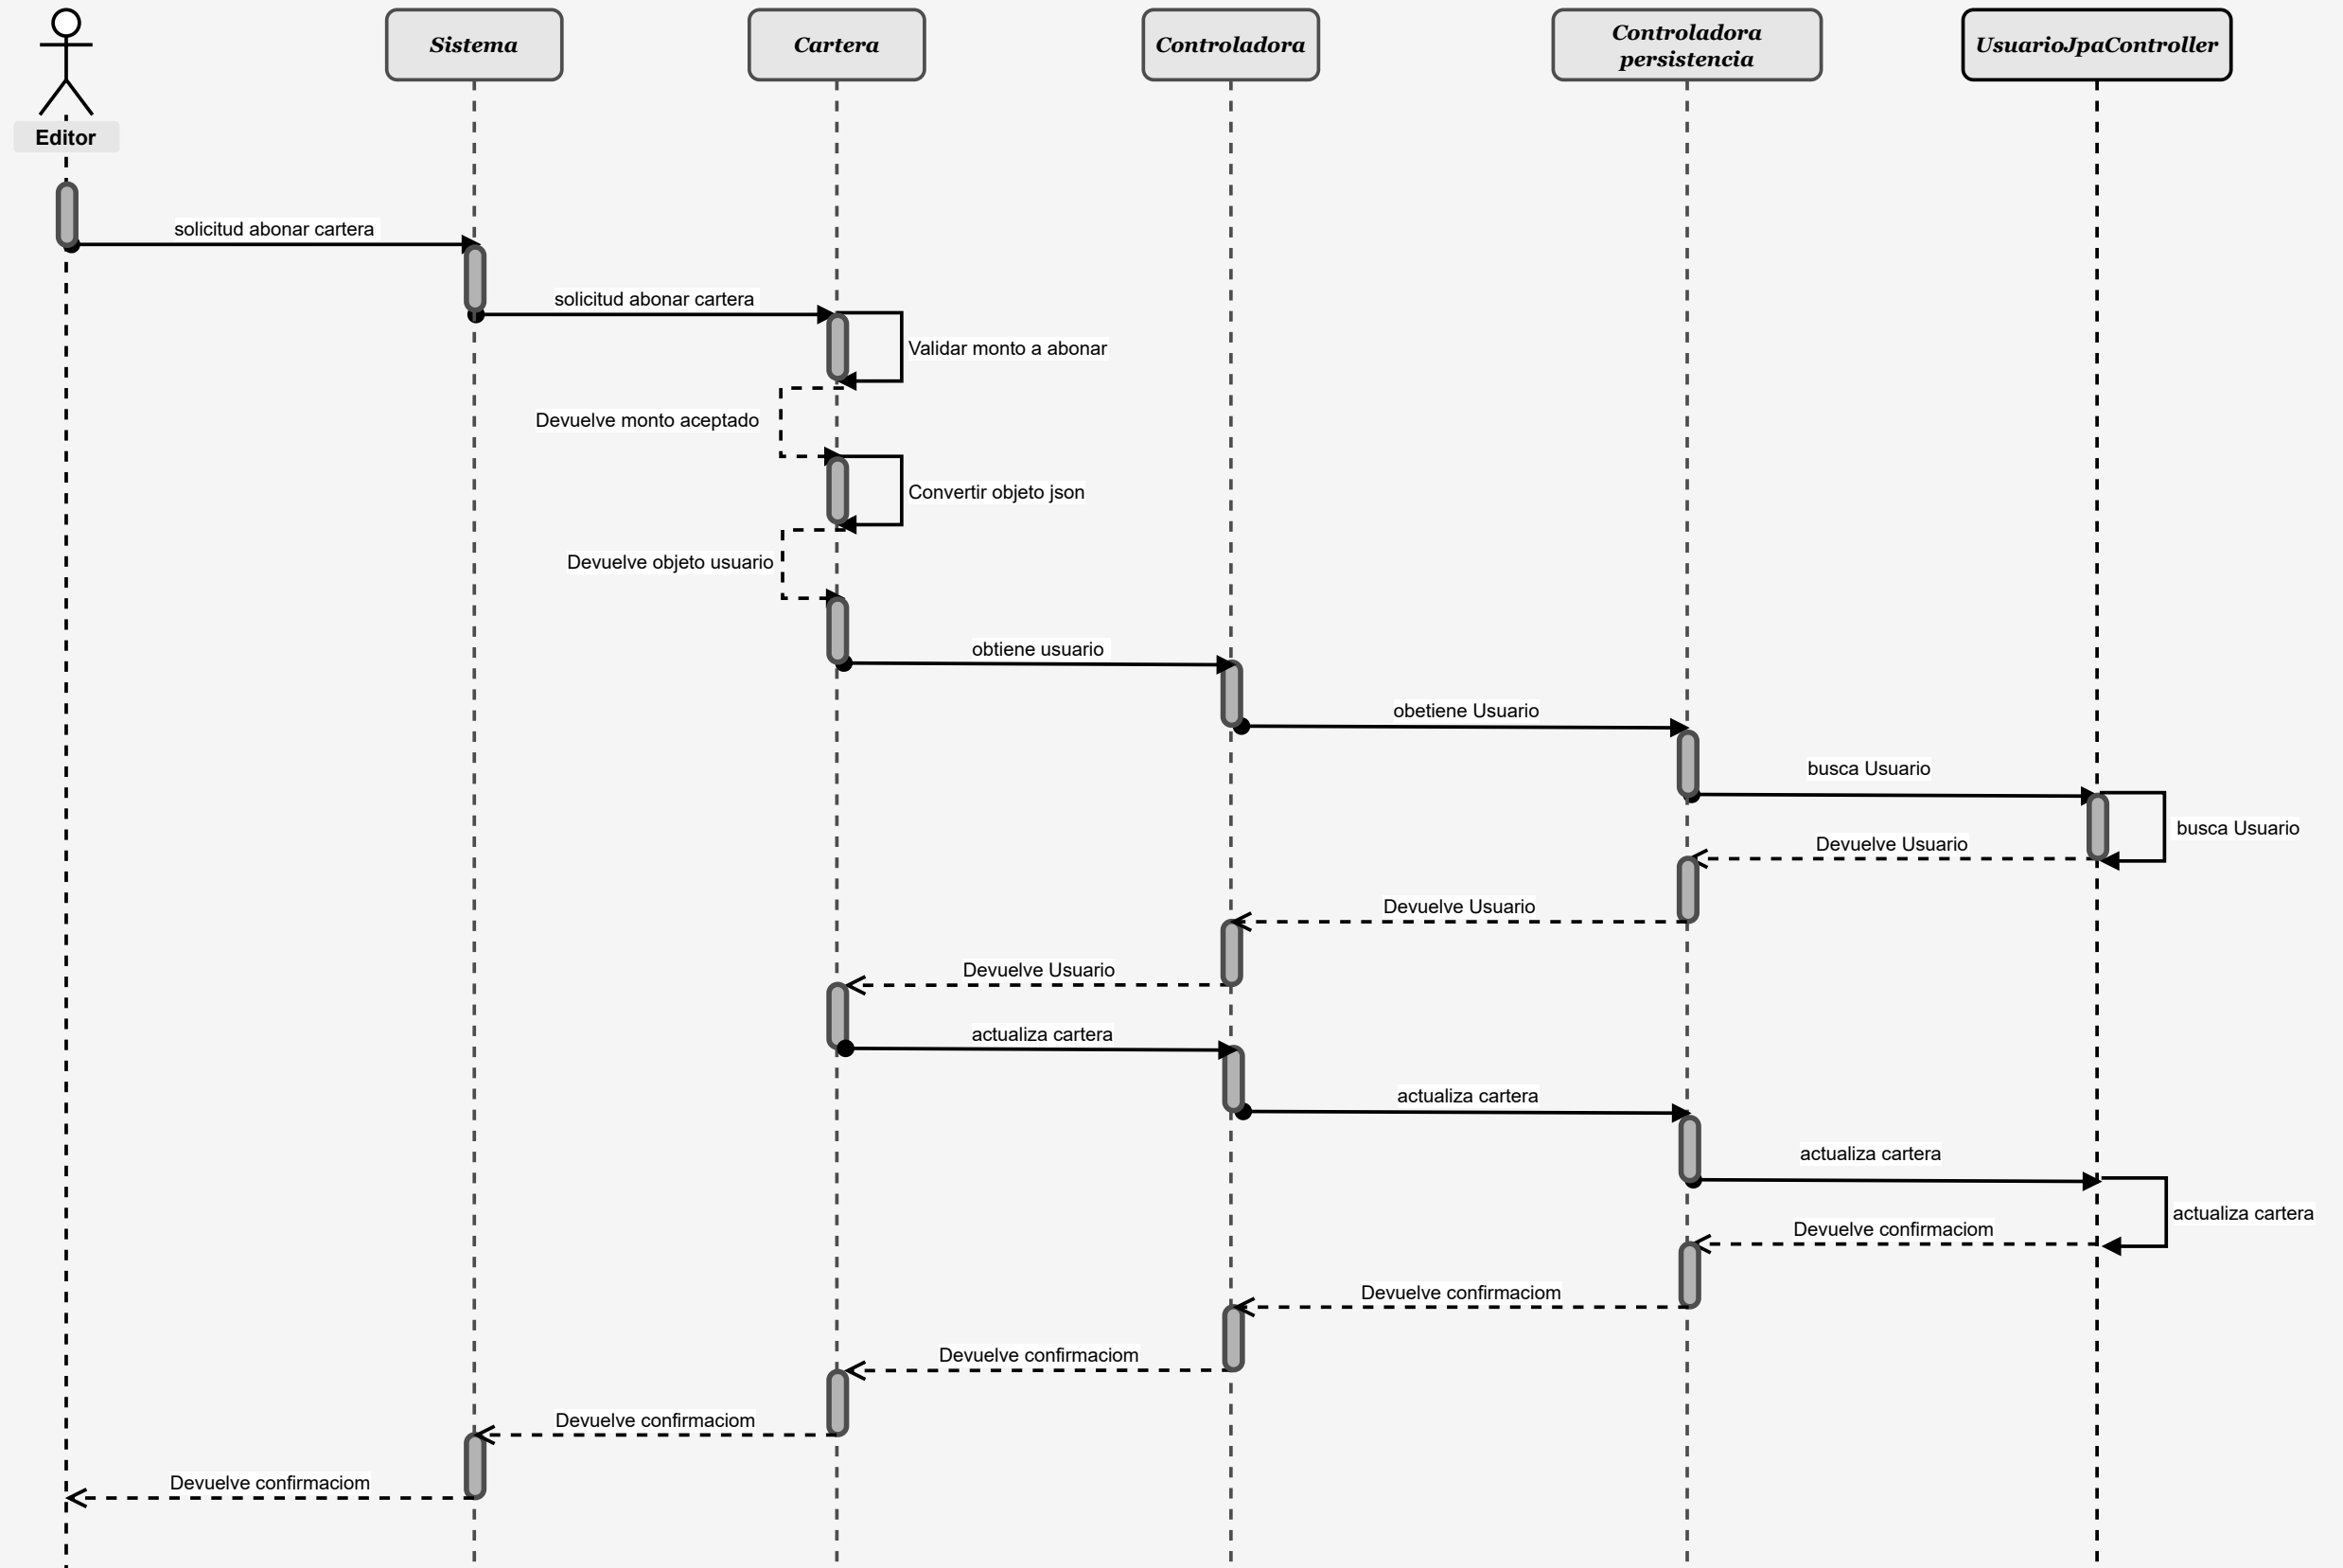 Sistema
Cartera
Controladora
Controladora
persistencia
UsuarioJpaController
Editor
solicitud abonar cartera
solicitud abonar cartera
Validar monto a abonar
Devuelve monto aceptado
Convertir objeto json
Devuelve objeto usuario
obtiene usuario
obetiene Usuario
busca Usuario
busca Usuario
Devuelve Usuario
Devuelve Usuario
Devuelve Usuario
actualiza cartera
actualiza cartera
actualiza cartera
actualiza cartera
Devuelve confirmaciom
Devuelve confirmaciom
Devuelve confirmaciom
Devuelve confirmaciom
Devuelve confirmaciom